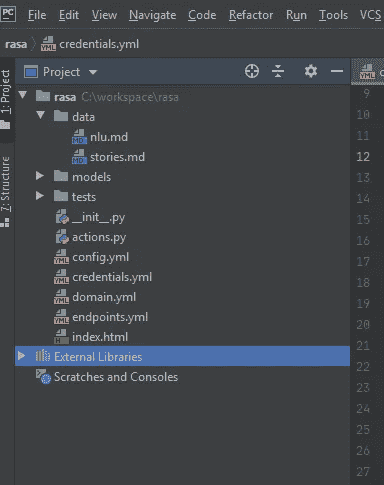 PC File Edit View Navigate Code Refactor Run Tools VCS
rasa credentials.yml
1: Project
7: Structure
Project
rasa C:\workspace\rasa
data
nlu.md
stories.md
models
tests
__init__.py
actions.py
config.yml
credentials.yml
domain.yml
endpoints.yml
index.html
External Libraries
Scratches and Consoles
9
10
11
12
13
14
15
16
17
18
19
20
21
22
23
24
25
26
27